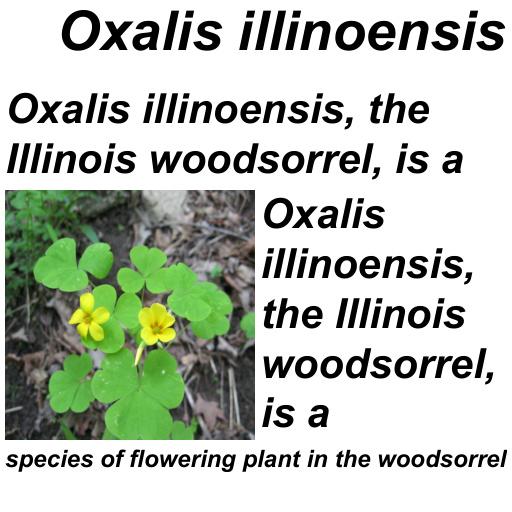 Oxalis illinoensis
Oxalis illinoensis, the
Illinois woodsorrel, is a
Oxalis
illinoensis,
the Illinois
woodsorrel,
is a
species of flowering plant in the woodsorrel